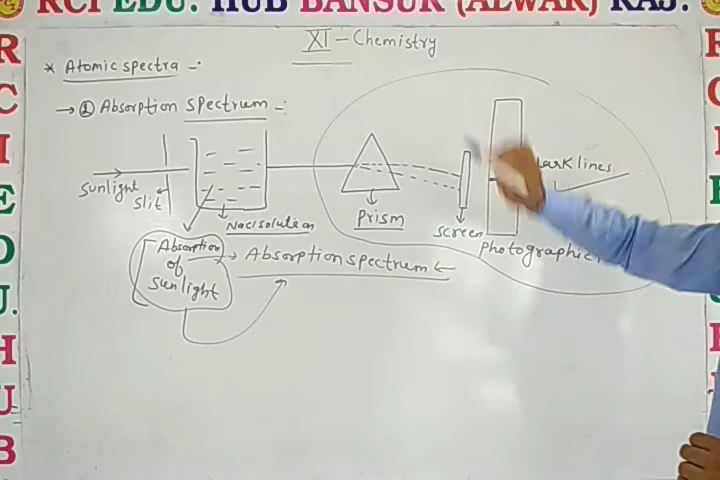 RCI EDU. HUB BANSUR (ALWAR) RAJ.
XI - Chemistry
* Atomic spectra -:
→ ① Absorption spectrum -:
sunlight
slit
Nacl solution
Prism
screen
Photographic
dark lines
Absorption of sunlight
→ Absorption spectrum ←
R
C
I
E
D
U.
H
U
B